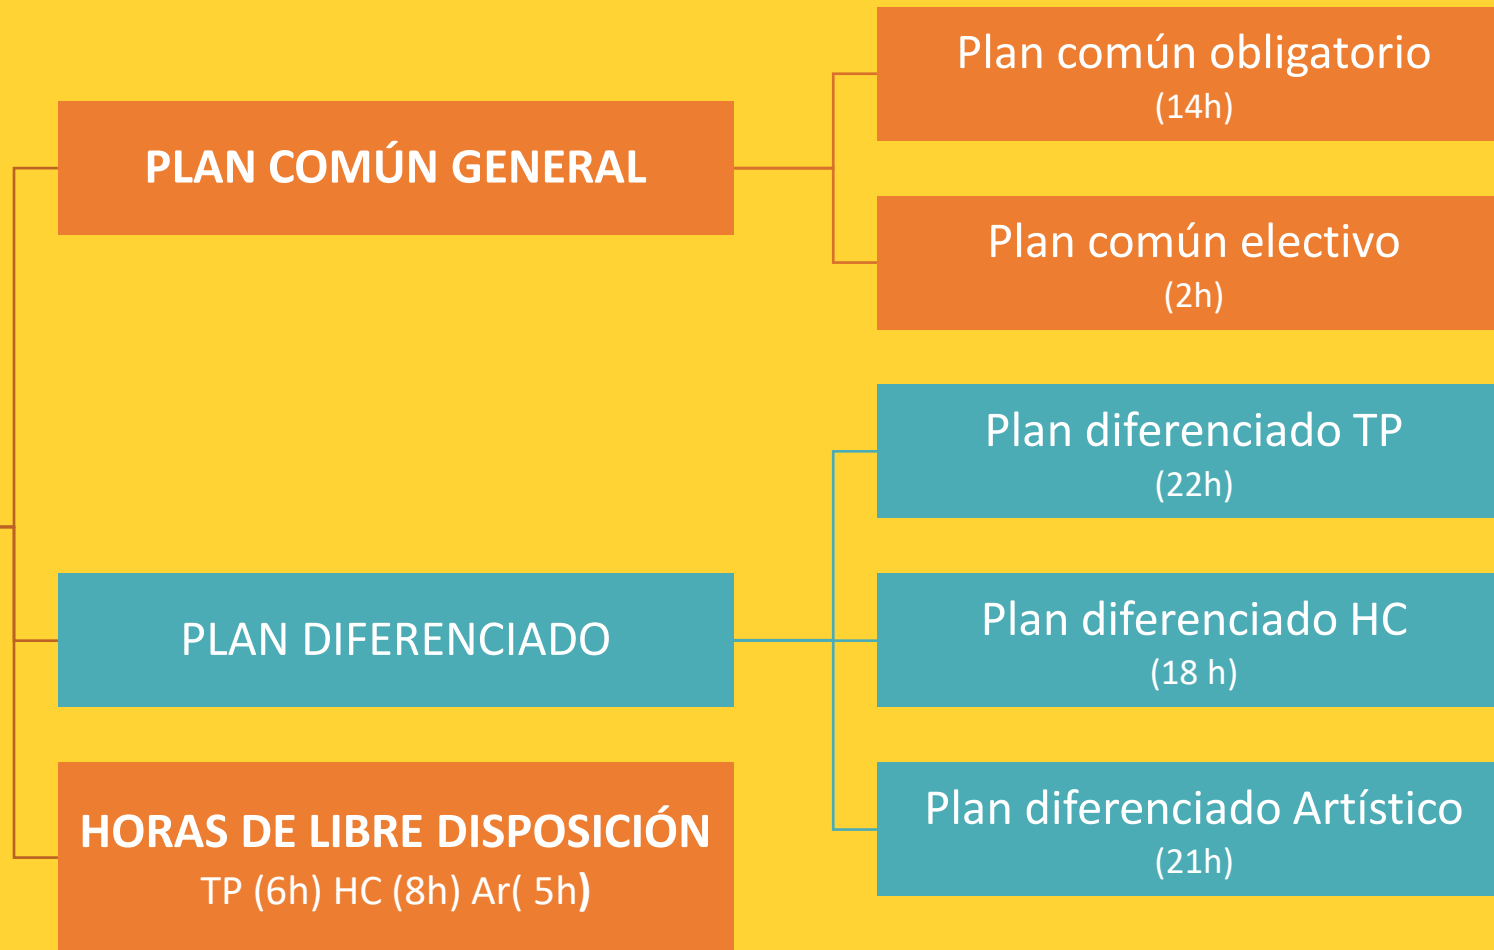 PLAN COMÚN GENERAL
Plan común obligatorio
(14h)
Plan común electivo
(2h)
PLAN DIFERENCIADO
Plan diferenciado TP
(22h)
Plan diferenciado HC
(18 h)
Plan diferenciado Artístico
(21h)
HORAS DE LIBRE DISPOSICIÓN
TP (6h) HC (8h) Ar( 5h)